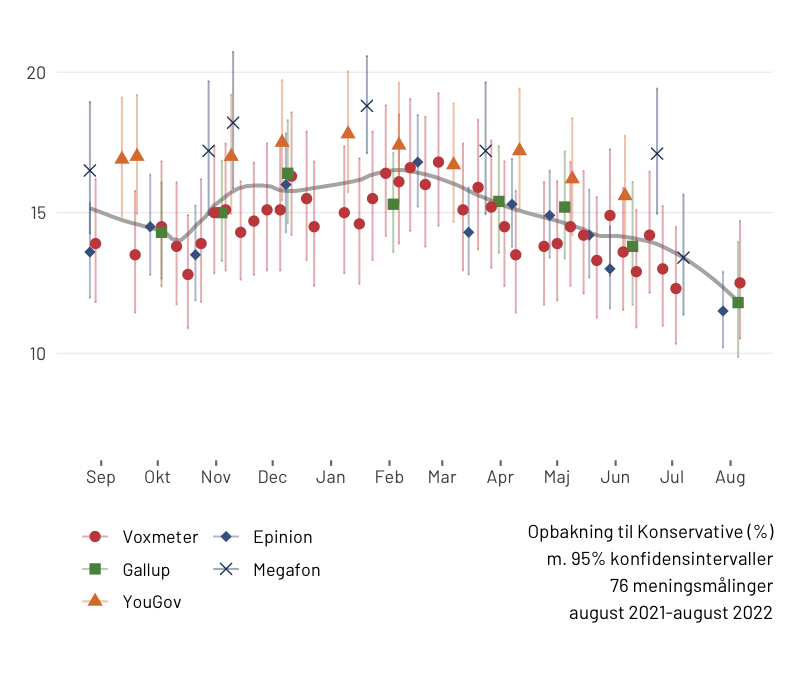 20
15
10
Sep Okt Nov Dec Jan Feb Mar Apr Maj Jun Jul Aug
Voxmeter Epinion
Gallup Megafon
YouGov
Opbakning til Konservative (%)
m. 95% konfidensintervaller
76 meningsmålinger
august 2021-august 2022